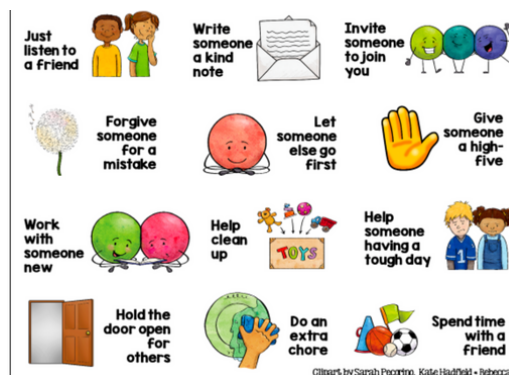 Just
listen to
a friend
Write
someone
a kind
note
Invite
someone
to join
you
Forgive
someone
for a
mistake
Let
someone
else go
first
Give
someone
a high-
five
Work
with
someone
new
Help
clean
up
TOYS
Help
someone
having a
tough day
1
Hold the
door open
for
others
Do an
extra
chore
Spend time
with a
friend
Clipart by Sarah Pecorino, Kate Hadfield + Rebecca